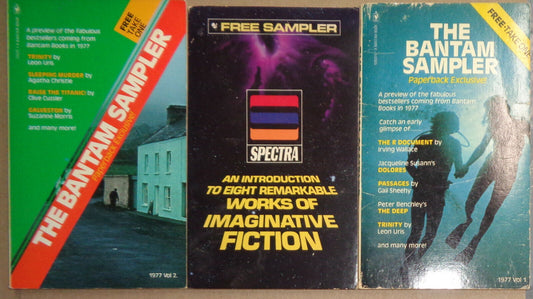 FREE
TAKE
ONE
A preview of the fabulous
bestsellers coming from
Bantam Books in 1977
TRINITY by
Leon Uris
SLEEPING MURDER by
Agatha Christie
RAISE THE TITANIC! by
Clive Cussler
GALVESTON by
Suzanne Morris
and many more!
THE BANTAM SAMPLER
Paperback Exclusive!
1977 Vol 2.
FREE SAMPLER
SPECTRA
AN INTRODUCTION
TO EIGHT REMARKABLE
WORKS OF
IMAGINATIVE
FICTION
FREE-TAKE ONE
THE
BANTAM
SAMPLER
Paperback Exclusive!
A preview of the fabulous
bestsellers coming from Bantam
Books in 1977
Catch an early
glimpse of...
THE R DOCUMENT by
Irving Wallace
Jacqueline Susann's
DOLORES
PASSAGES by
Gail Sheehy
Peter Benchley's
THE DEEP
TRINITY by
Leon Uris
and many more!
1977 Vol 1